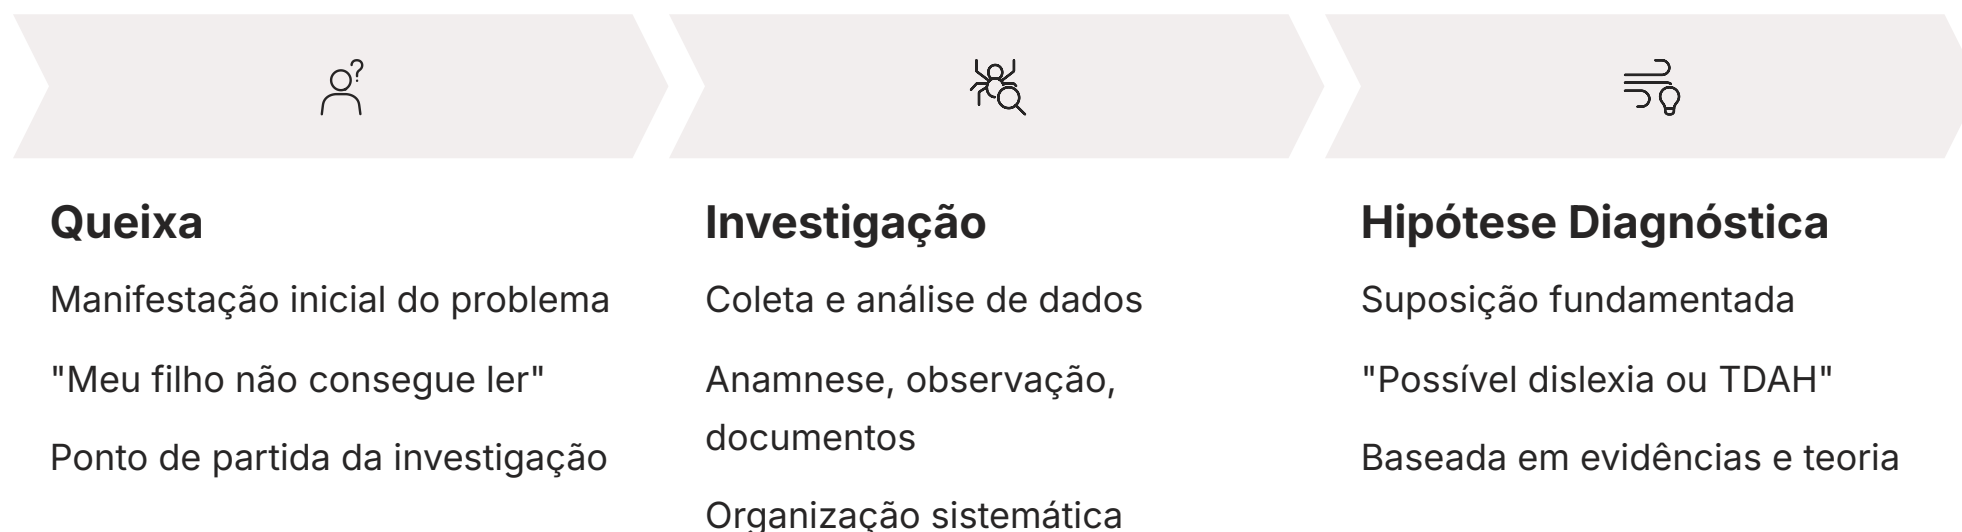 Queixa
Manifestação inicial do problema
"Meu filho não consegue ler"
Ponto de partida da investigação
Investigação
Coleta e análise de dados
Anamnese, observação,
documentos
Organização sistemática
Hipótese Diagnóstica
Suposição fundamentada
"Possível dislexia ou TDAH"
Baseada em evidências e teoria